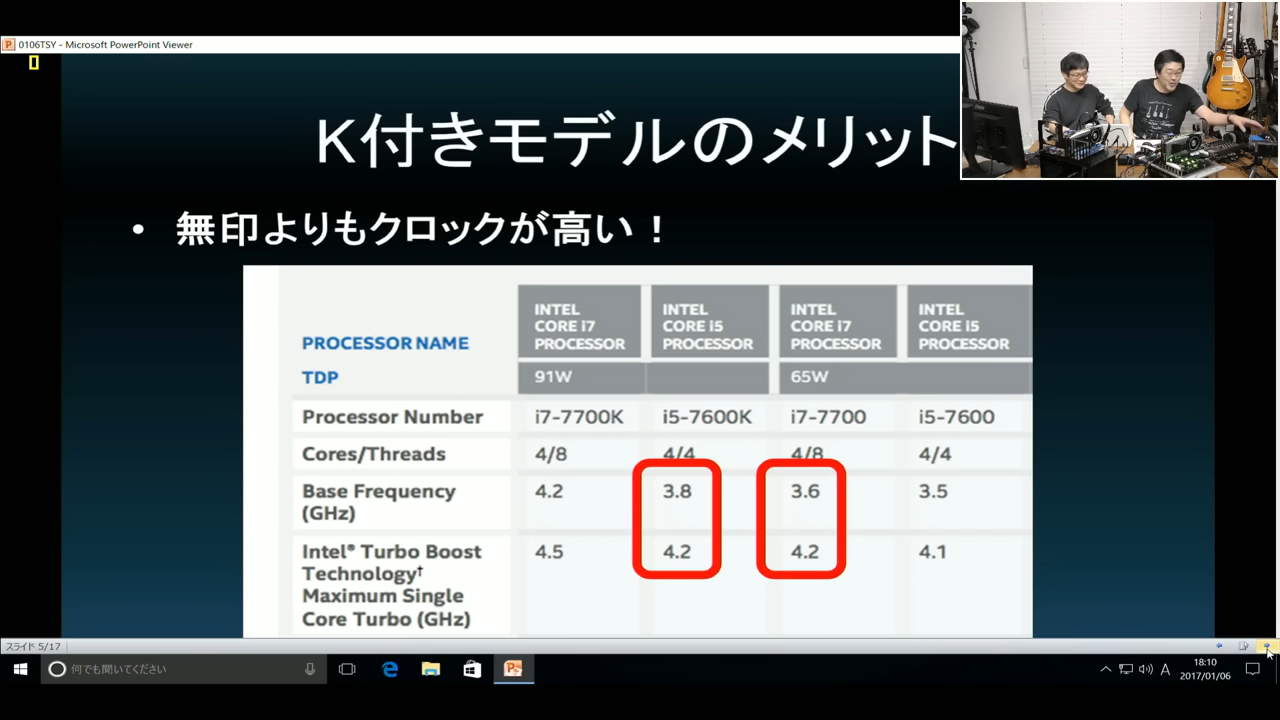 0106TSY - Microsoft PowerPoint Viewer
K付きモデルのメリット
• 無印よりもクロックが高い！
PROCESSOR NAME INTEL CORE i7 PROCESSOR INTEL CORE i5 PROCESSOR INTEL CORE i7 PROCESSOR INTEL CORE i5 PROCESSOR
TDP 91W 65W
Processor Number i7-7700K i5-7600K i7-7700 i5-7600
Cores/Threads 4/8 4/4 4/8 4/4
Base Frequency (GHz) 4.2 3.8 3.6 3.5
Intel® Turbo Boost Technology† Maximum Single Core Turbo (GHz) 4.5 4.2 4.2 4.1
スライド 5/17
何でも聞いてください
A
18:10
2017/01/06